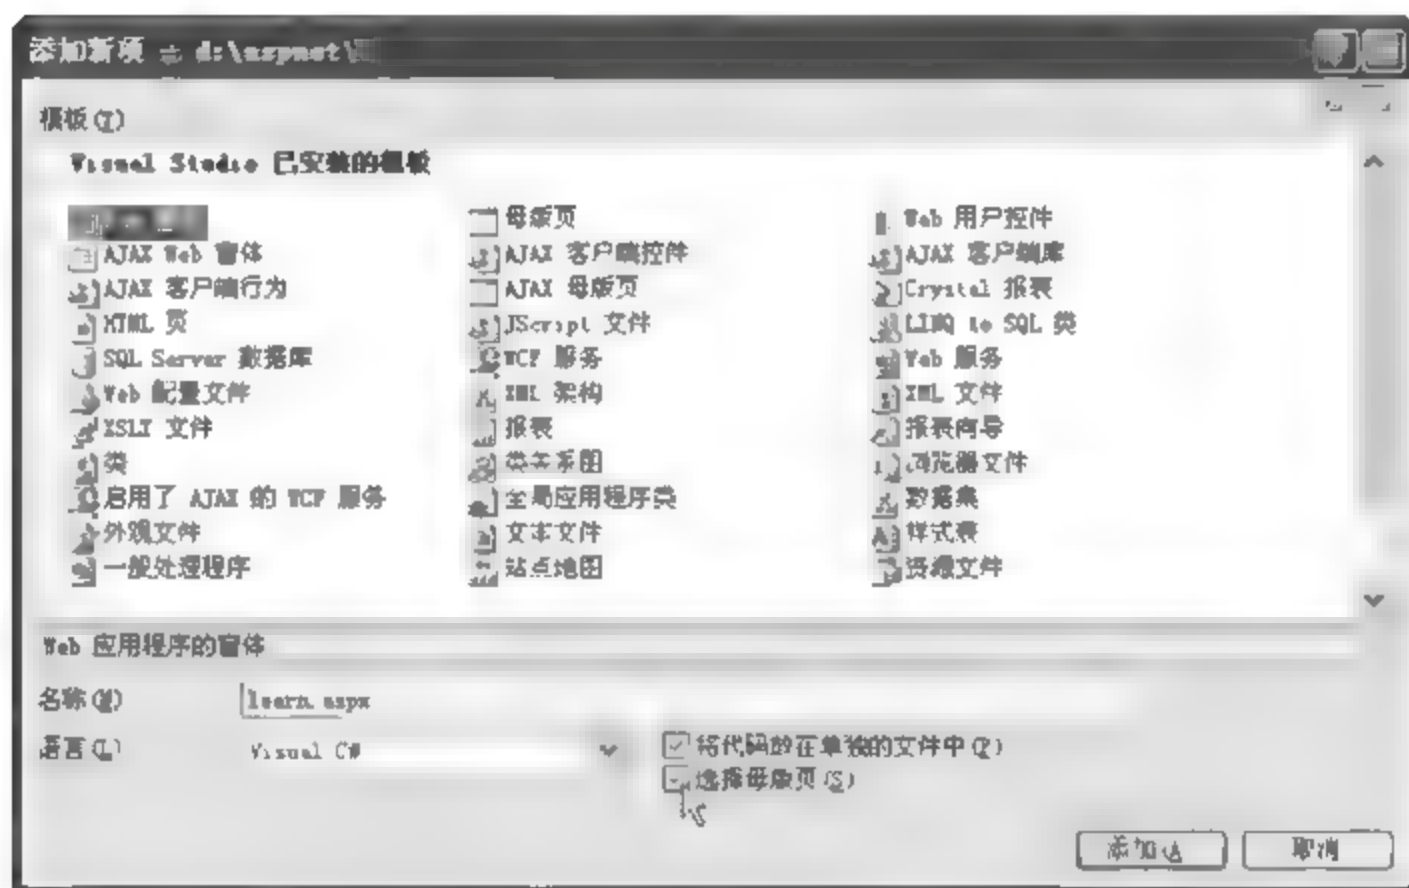 添加新项 - d:\aspnet\
模板(T)
Visual Studio 已安装的模板
母版页
Web 用户控件
AJAX Web 窗体
AJAX 客户端控件
AJAX 客户端库
AJAX 客户端行为
AJAX 母版页
Crystal 报表
HTML 页
JScript 文件
LINQ to SQL 类
SQL Server 数据库
WCF 服务
Web 服务
Web 配置文件
XML 架构
XML 文件
XSLT 文件
报表
报表向导
类
类关系图
浏览器文件
启用了 AJAX 的 WCF 服务
全局应用程序类
数据集
外观文件
文本文件
样式表
一般处理程序
站点地图
资源文件
Web 应用程序的窗体
名称(N)
learn.aspx
语言(L)
Visual C#
将代码放在单独的文件中(P)
选择母版页(S)
添加(A)
取消